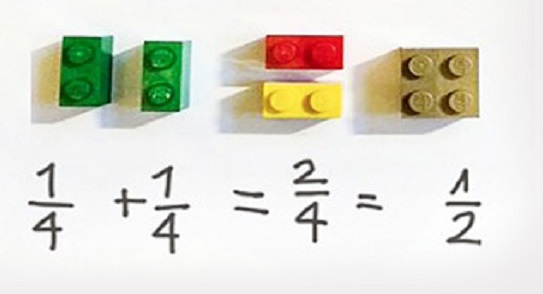 1/4 + 1/4 = 2/4 = 1/2